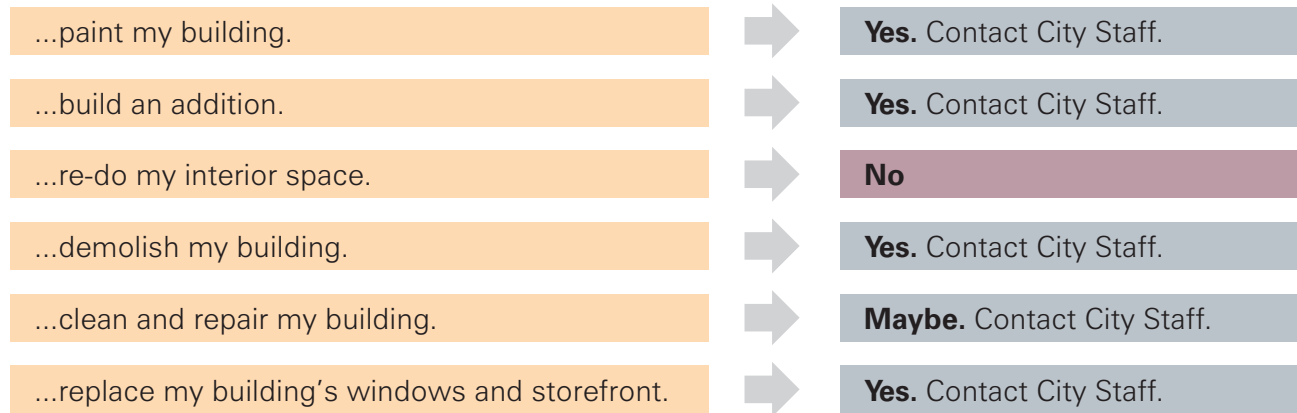 ...paint my building.
Yes. Contact City Staff.
...build an addition.
Yes. Contact City Staff.
...re-do my interior space.
No
...demolish my building.
Yes. Contact City Staff.
...clean and repair my building.
Maybe. Contact City Staff.
...replace my building’s windows and storefront.
Yes. Contact City Staff.